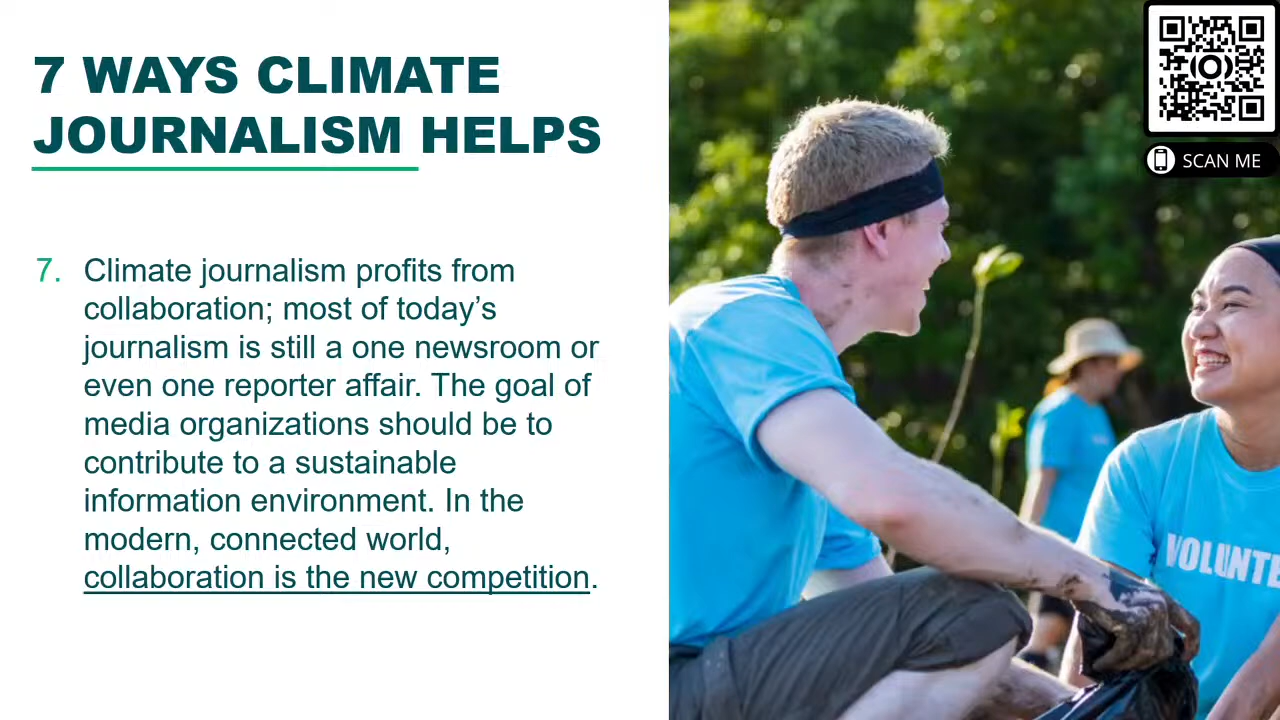 7 WAYS CLIMATE
JOURNALISM HELPS
7. Climate journalism profits from
collaboration; most of today’s
journalism is still a one newsroom or
even one reporter affair. The goal of
media organizations should be to
contribute to a sustainable
information environment. In the
modern, connected world,
collaboration is the new competition.
SCAN ME
VOLUNTE